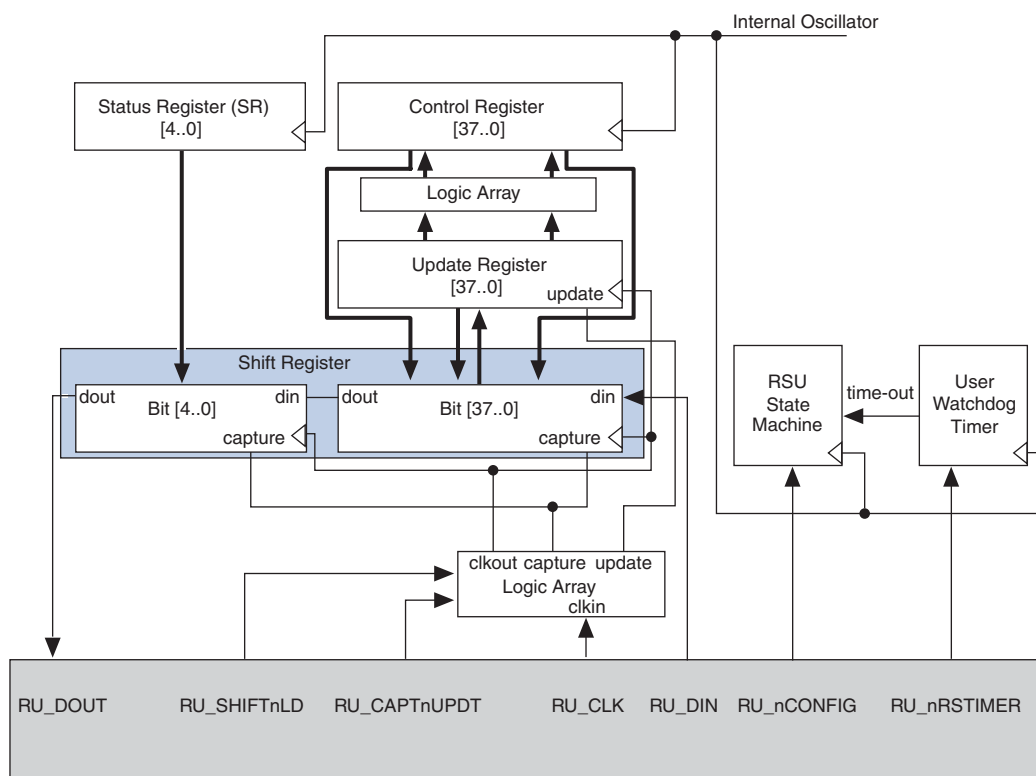 Internal Oscillator
Status Register (SR)
[4..0]
Control Register
[37..0]
Logic Array
Update Register
[37..0]
update
Shift Register
dout
Bit [4..0]
din
capture
dout
Bit [37..0]
din
capture
RSU
State
Machine
time-out
User
Watchdog
Timer
clkout capture update
Logic Array
clkin
RU_DOUT
RU_SHIFTnLD
RU_CAPTnUPDT
RU_CLK
RU_DIN
RU_nCONFIG
RU_nRSTIMER